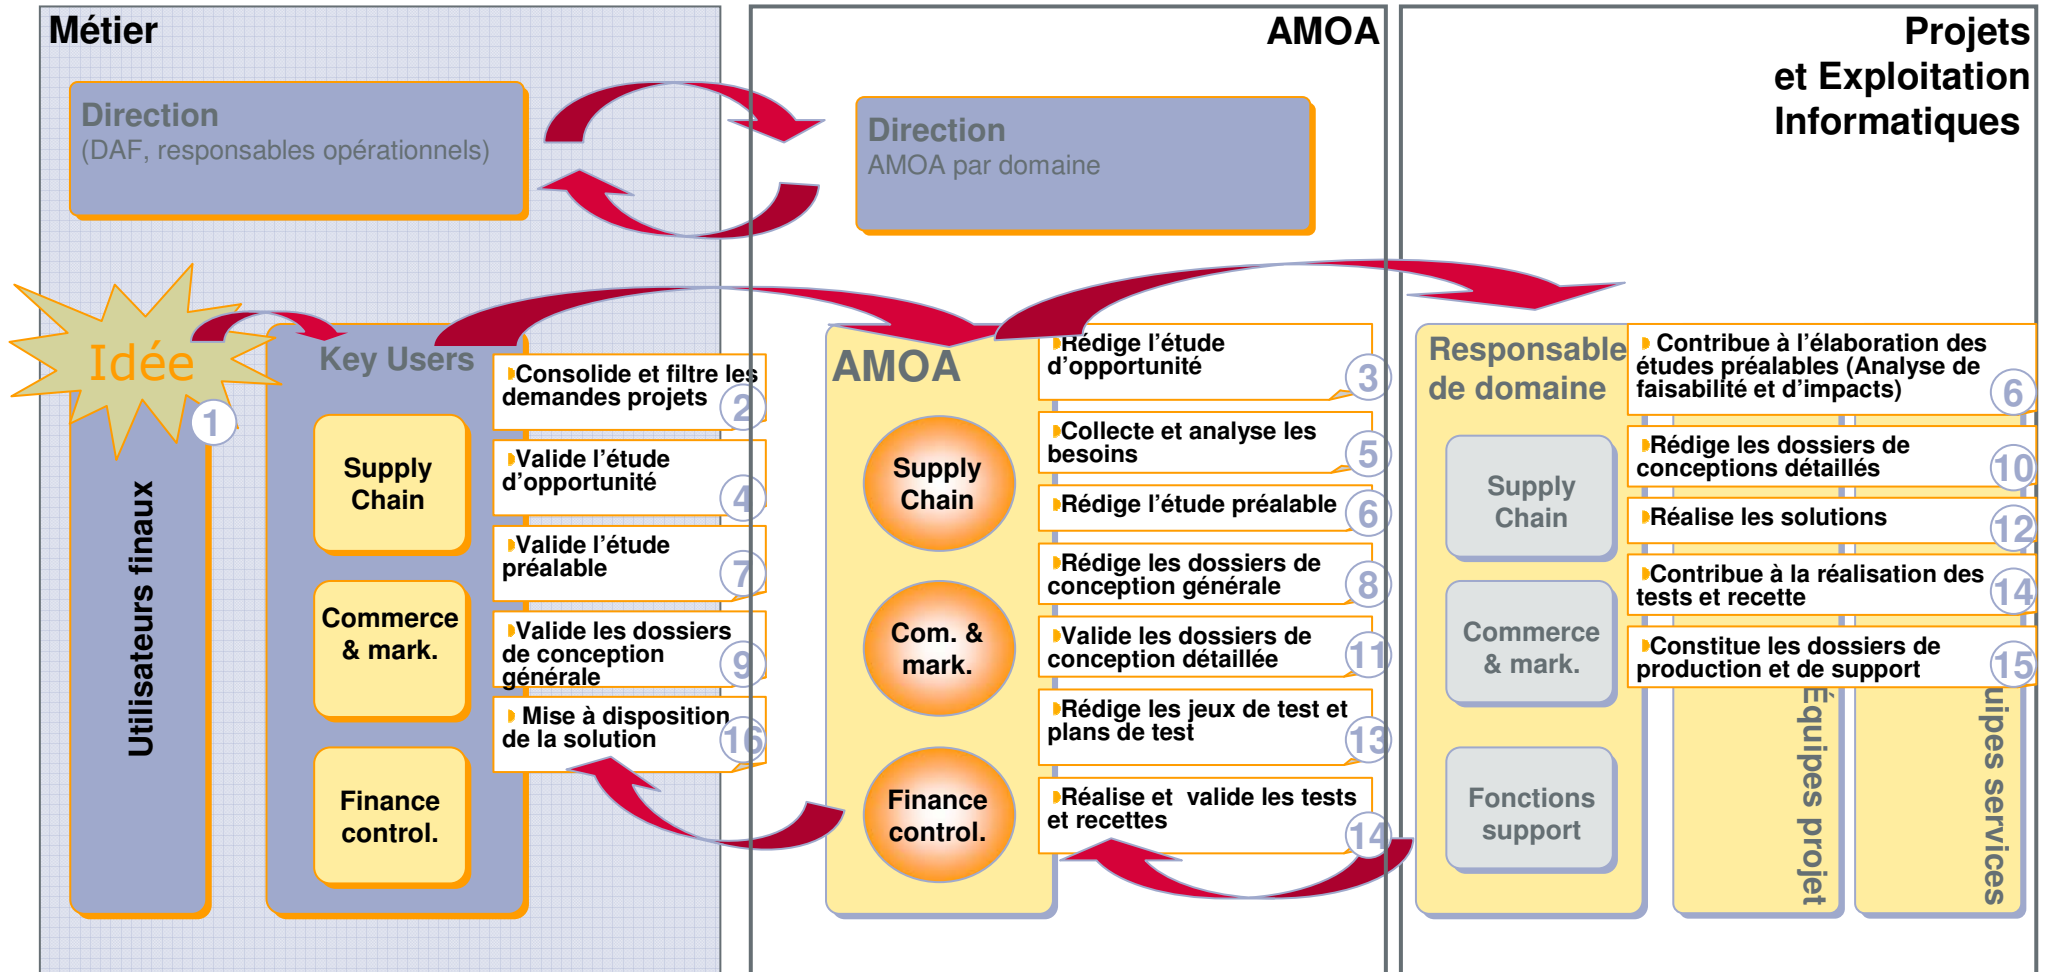 Métier
Direction
(DAF, responsables opérationnels)
Idée
1
Utilisateurs finaux
Key Users
Supply
Chain
Commerce
& mark.
Finance
control.
Consolide et filtre les
demandes projets
2
Valide l’étude
d’opportunité
4
Valide l’étude
préalable
7
Valide les dossiers
de conception
générale
9
Mise à disposition
de la solution
16
AMOA
Direction
AMOA par domaine
AMOA
Supply
Chain
Com. &
mark.
Finance
control.
Rédige l’étude
d’opportunité
3
Collecte et analyse les
besoins
5
Rédige l’étude préalable
6
Rédige les dossiers de
conception générale
8
Valide les dossiers de
conception détaillée
11
Rédige les jeux de test et
plans de test
13
Réalise et valide les tests
et recettes
14
Projets
et Exploitation
Informatiques
Responsable
de domaine
Supply
Chain
Commerce
& mark.
Fonctions
support
Contribue à l’élaboration des
études préalables (Analyse de
faisabilité et d’impacts)
6
Rédige les dossiers de
conceptions détaillés
10
Réalise les solutions
12
Contribue à la réalisation des
tests et recette
14
Constitue les dossiers de
production et de support
15
Équipes projet
uipes services